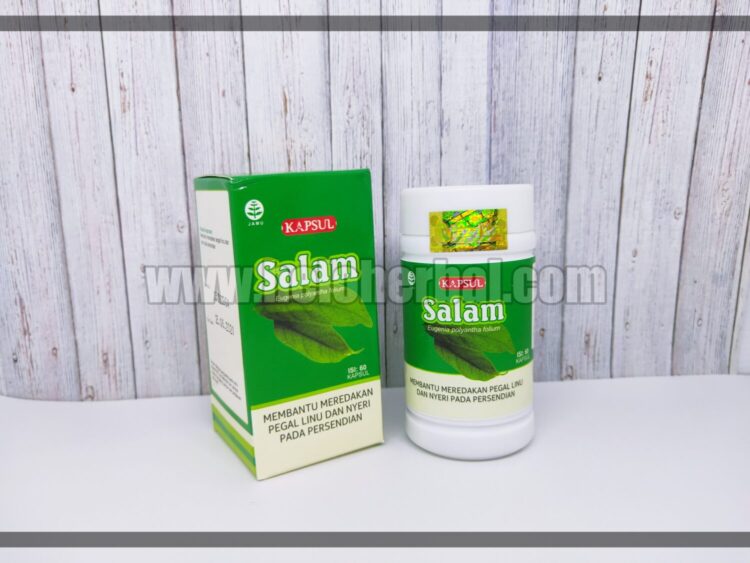 JAMU
KAPSUL
Salam
Eugenia polyantha folium
ISI: 60
KAPSUL
MEMBANTU MEREDAKAN
PEGAL LINU DAN NYERI
PADA PERSENDIAN
KAPSUL
Salam
Eugenia polyantha folium
ISI: 60
KAPSUL
MEMBANTU MEREDAKAN PEGAL LINU
DAN NYERI PADA PERSENDIAN